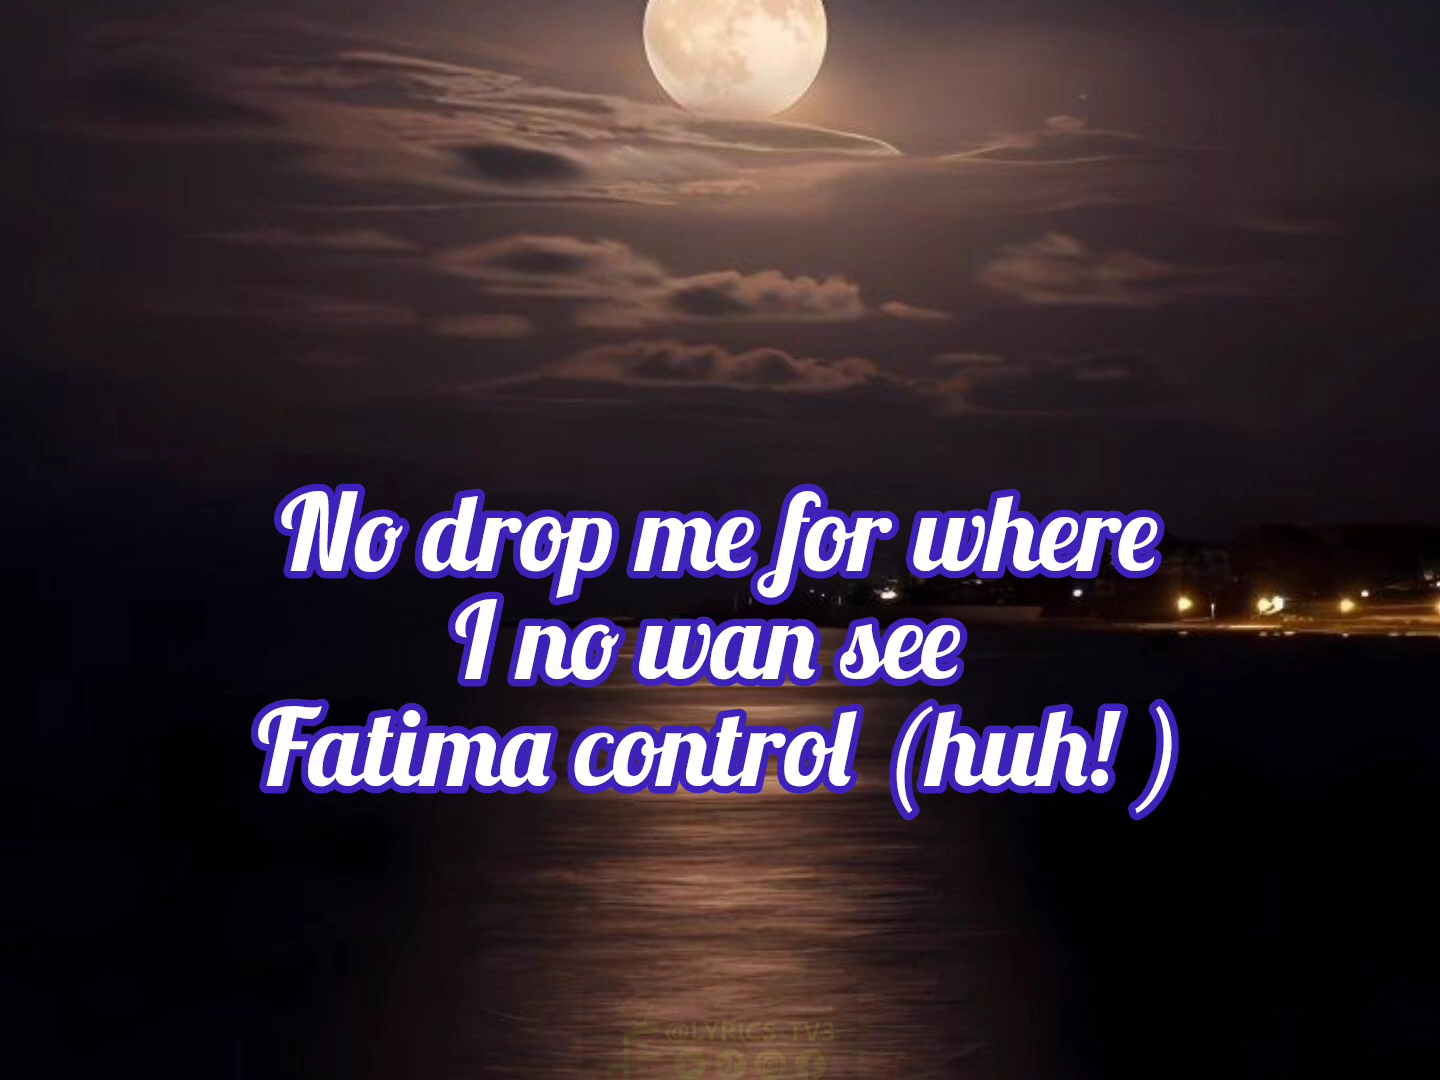 No drop me for where
I no wan see
Fatima control (huh! )
@LYRICS_TV3